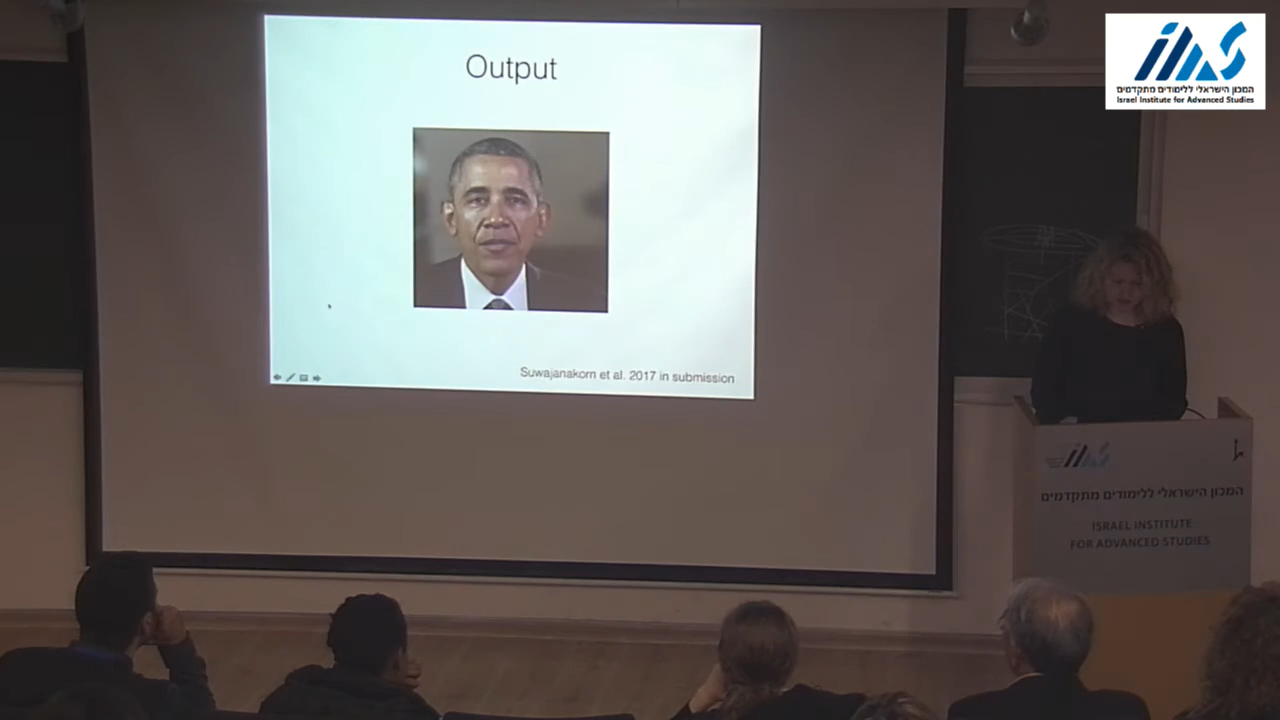 Output
Suwajanakorn et al. 2017 in submission
המכון הישראלי ללימודים מתקדמים
Israel Institute for Advanced Studies
המכון הישראלי ללימודים מתקדמים
ISRAEL INSTITUTE
FOR ADVANCED STUDIES